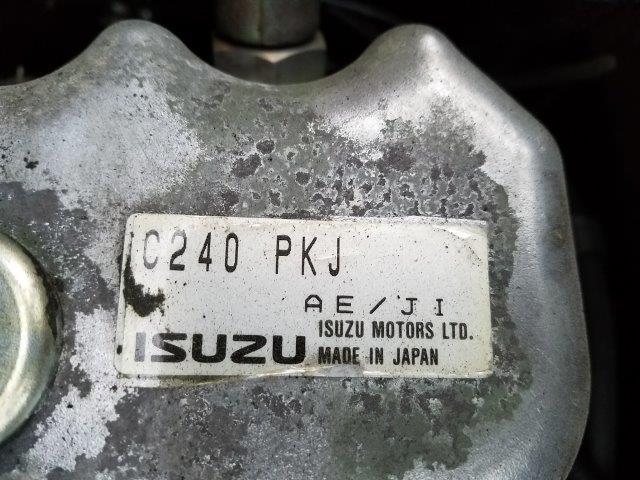 C240 PKJ
AE/JI
ISUZU MOTORS LTD.
ISUZU MADE IN JAPAN